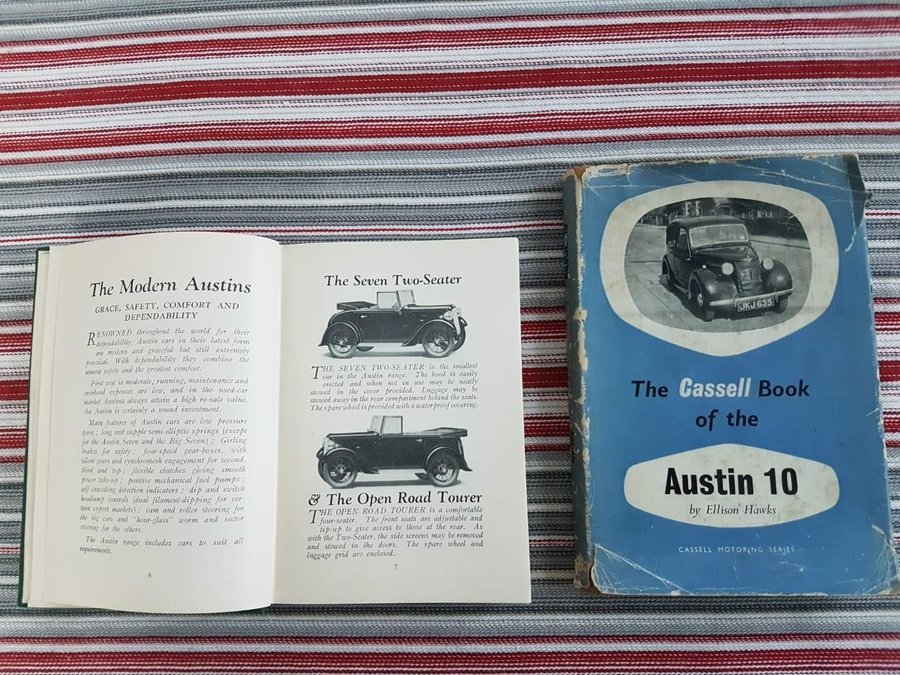 The Modern Austins
GRACE, SAFETY, COMFORT AND
DEPENDABILITY
RENOWNED throughout the world for their
dependability. Austin cars in their latest form
are modern and graceful but still extremely
practical. With dependability they combine the
utmost safety and the greatest comfort.
First cost is moderate, running, maintenance and
overhead expenses are low, and in the used-car
market Austins always attain a high re-sale value.
An Austin is certainly a sound investment.
Main features of Austin cars are low pressure
tyres; long and supple semi-elliptic springs (except
for the Austin Seven and the Big Seven); Girling
brakes for safety; four-speed gear-boxes, with
silent gears and synchromesh engagement for second,
third and top; flexible clutches giving smooth
power take-up; positive mechanical fuel pumps;
self-cancelling direction indicators; dip and switch
headlamp controls (dual filament-dipping for cer-
tain export markets); cam and roller steering for
the big cars and "hour-glass" worm and sector
steering for the others.
The Austin range includes cars to suit all
requirements.
6
The Seven Two-Seater
THE SEVEN TWO-SEATER is the smallest
car in the Austin range. The hood is easily
erected and when not in use may be neatly
stowed in the cover provided. Luggage may be
stowed away in the rear compartment behind the seats.
The spare wheel is provided with a waterproof covering.
& The Open Road Tourer
THE OPEN ROAD TOURER is a comfortable
four-seater. The front seats are adjustable and
tip-up to give access to those at the rear. As
with the Two-Seater, the side screens may be removed
and stowed in the doors. The spare wheel and
luggage grid are enclosed.
7
JKJ 635
The Cassell Book
of the
Austin 10
by Ellison Hawks
CASSELL MOTORING SERIES